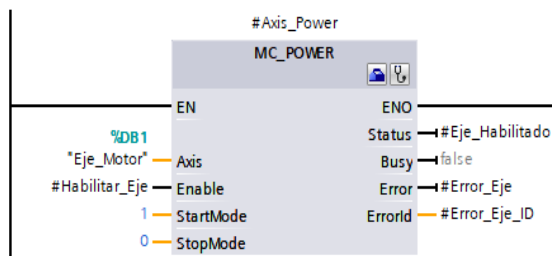 #Axis_Power
MC_POWER
EN ENO
%DB1 Status #Eje_Habilitado
"Eje_Motor" Axis Busy false
#Habilitar_Eje Enable Error #Error_Eje
1 StartMode ErrorId #Error_Eje_ID
0 StopMode